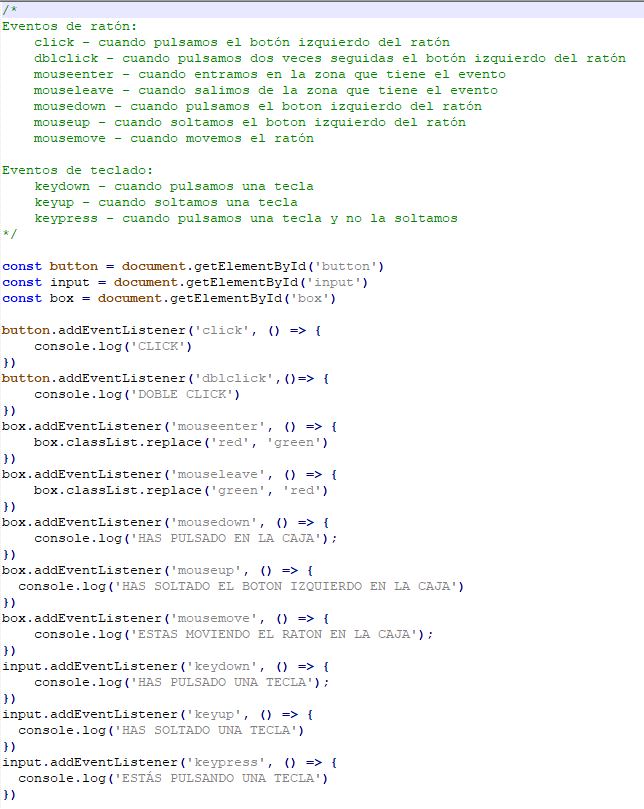 /*
Eventos de ratón:
    click - cuando pulsamos el botón izquierdo del ratón
    dblclick - cuando pulsamos dos veces seguidas el botón izquierdo del ratón
    mouseenter - cuando entramos en la zona que tiene el evento
    mouseleave - cuando salimos de la zona que tiene el evento
    mousedown - cuando pulsamos el boton izquierdo del ratón
    mouseup - cuando soltamos el boton izquierdo del ratón
    mousemove - cuando movemos el ratón

Eventos de teclado:
    keydown - cuando pulsamos una tecla
    keyup - cuando soltamos una tecla
    keypress - cuando pulsamos una tecla y no la soltamos
*/

const button = document.getElementById('button')
const input = document.getElementById('input')
const box = document.getElementById('box')

button.addEventListener('click', () => {
    console.log('CLICK')
})
button.addEventListener('dblclick',()=> {
    console.log('DOBLE CLICK')
})
box.addEventListener('mouseenter', () => {
    box.classList.replace('red', 'green')
})
box.addEventListener('mouseleave', () => {
    box.classList.replace('green', 'red')
})
box.addEventListener('mousedown', () => {
    console.log('HAS PULSADO EN LA CAJA');
})
box.addEventListener('mouseup', () => {
  console.log('HAS SOLTADO EL BOTON IZQUIERDO EN LA CAJA')
})
box.addEventListener('mousemove', () => {
    console.log('ESTAS MOVIENDO EL RATON EN LA CAJA');
})
input.addEventListener('keydown', () => {
    console.log('HAS PULSADO UNA TECLA');
})
input.addEventListener('keyup', () => {
  console.log('HAS SOLTADO UNA TECLA')
})
input.addEventListener('keypress', () => {
  console.log('ESTÁS PULSANDO UNA TECLA')
})